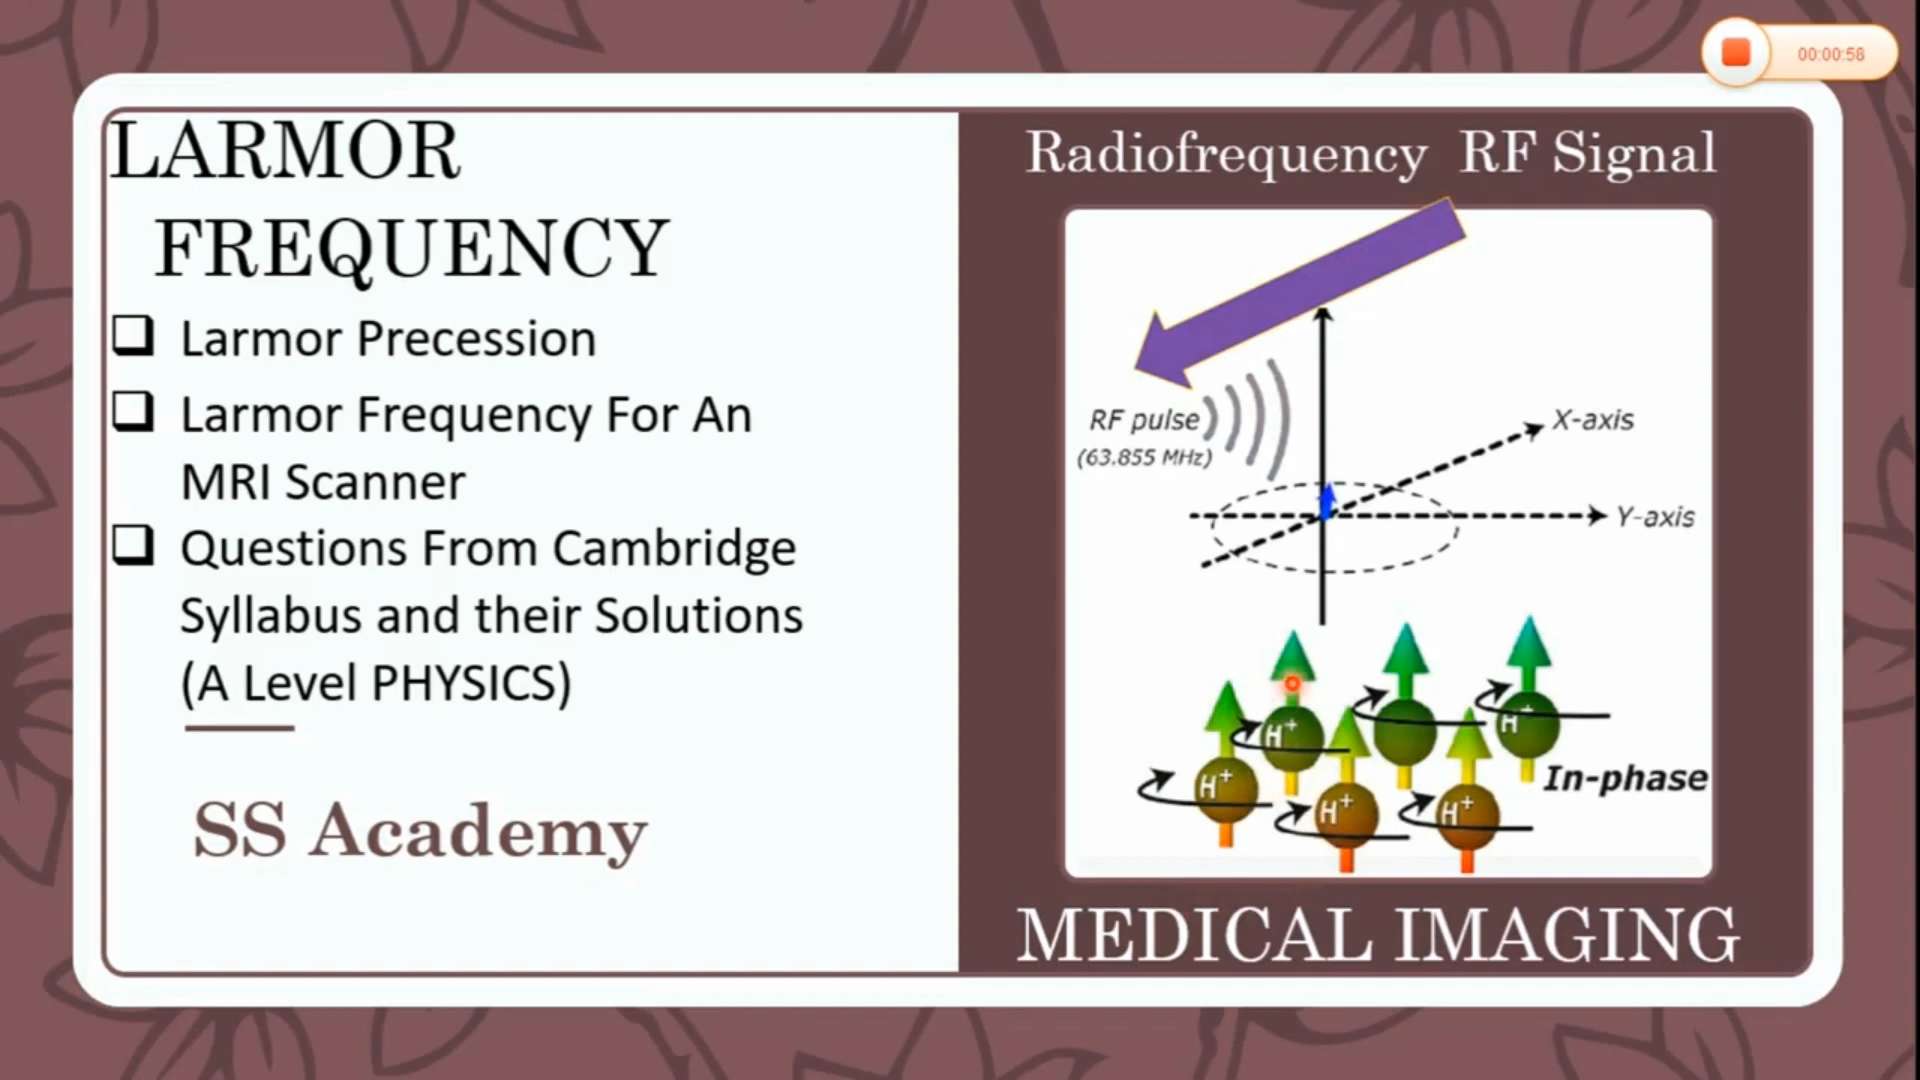 00:00:58
LARMOR
FREQUENCY
Larmor Precession
Larmor Frequency For An
MRI Scanner
Questions From Cambridge
Syllabus and their Solutions
(A Level PHYSICS)
SS Academy
Radiofrequency RF Signal
RF pulse
(63.855 MHz)
X-axis
Y-axis
H+
H+
H+
H+
H+
In-phase
MEDICAL IMAGING